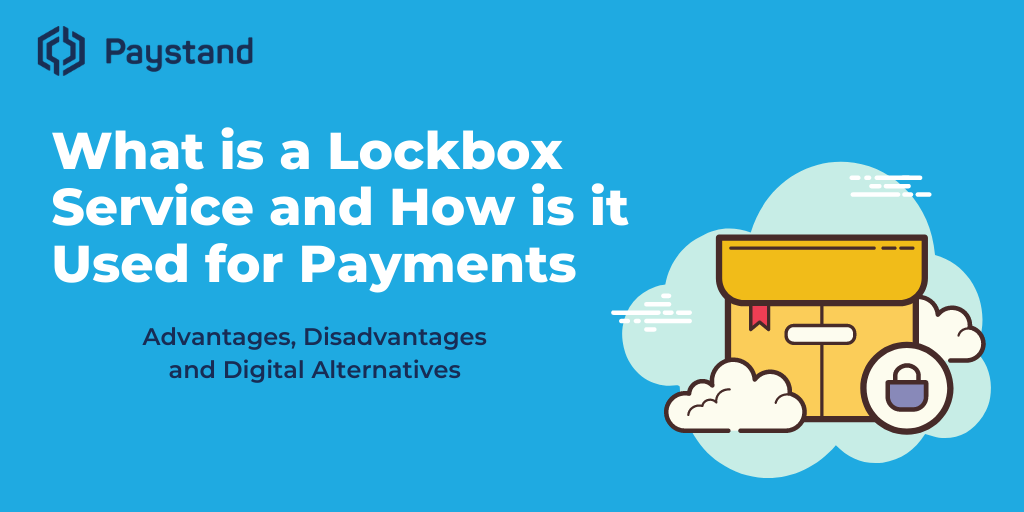 Paystand
What is a Lockbox
Service and How is it
Used for Payments
Advantages, Disadvantages
and Digital Alternatives